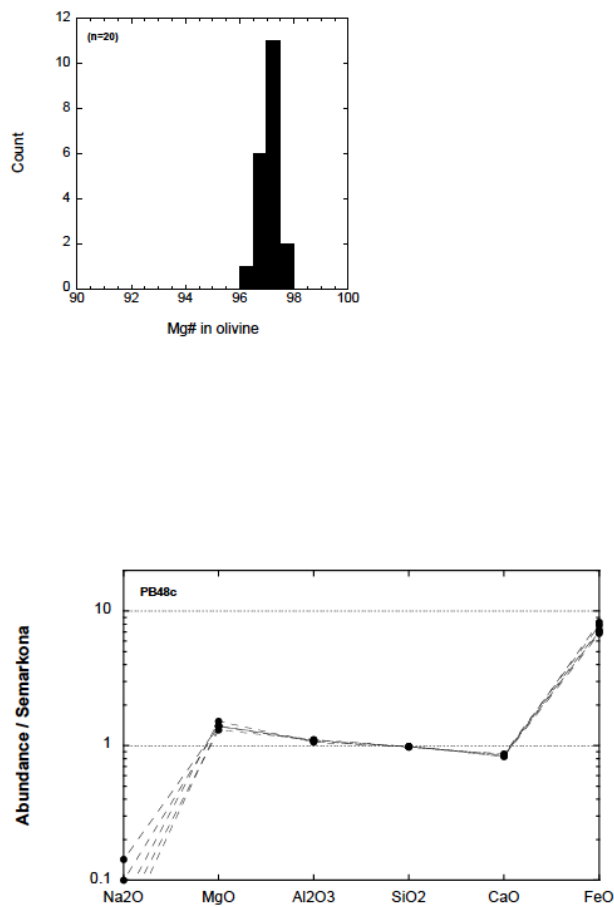 12
(n=20)
10
8
Count
6
4
2
0
90 92 94 96 98 100
Mg# in olivine
PB48c
10
Abundance / Semarkona
1
0.1
Na2O MgO Al2O3 SiO2 CaO FeO